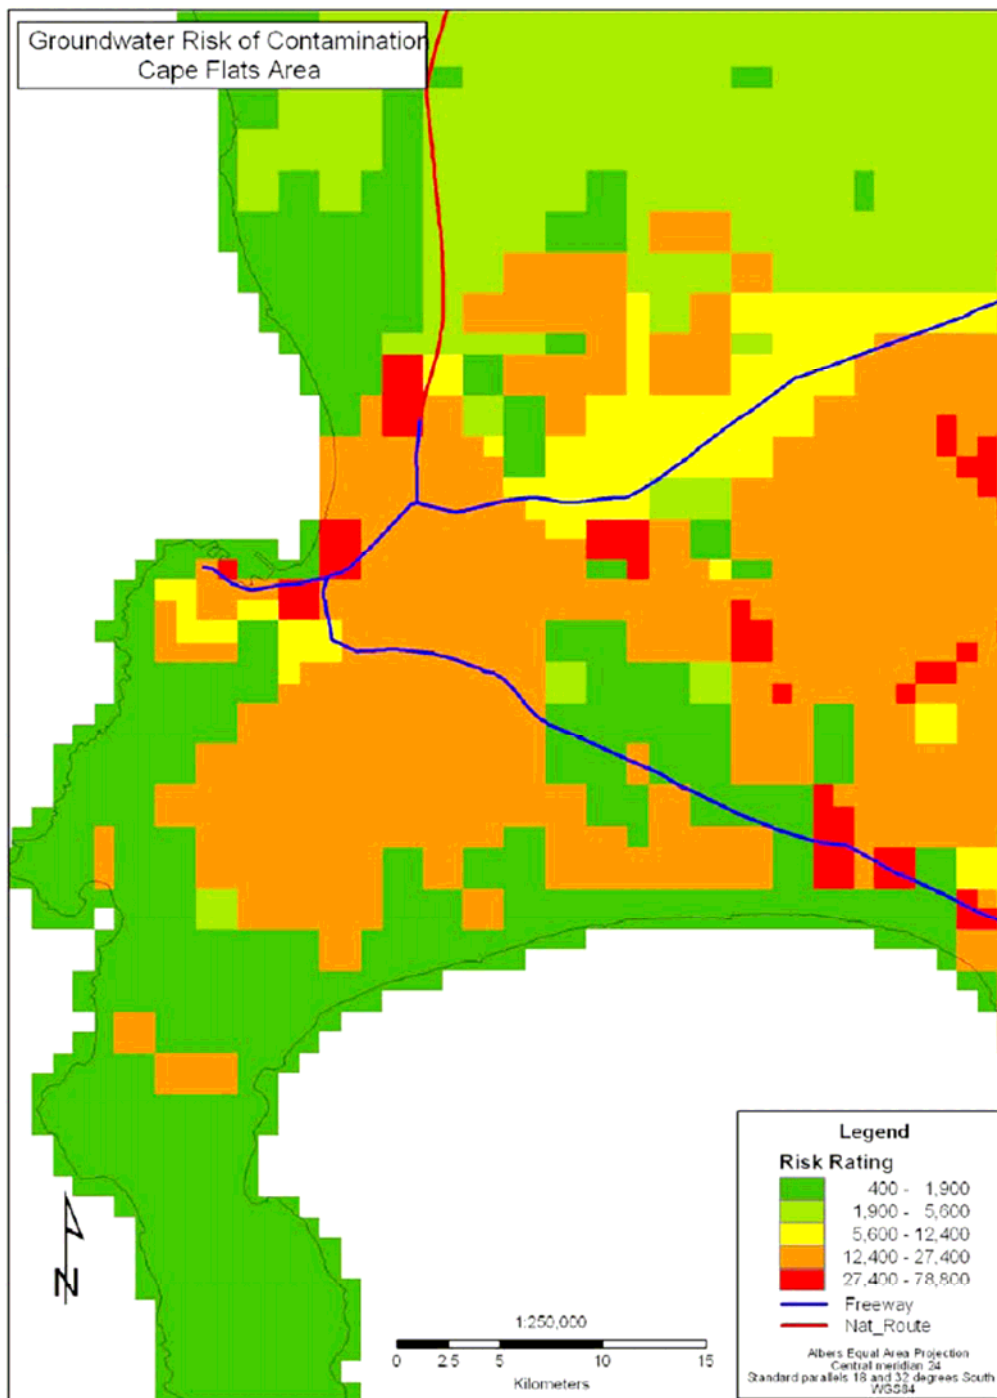 Groundwater Risk of Contamination
Cape Flats Area
N
1:250,000
0 2.5 5 10 15
Kilometers
Legend
Risk Rating
400 - 1,900
1,900 - 5,600
5,600 - 12,400
12,400 - 27,400
27,400 - 78,800
Freeway
Nat_Route
Albers Equal Area Projection
Central meridian 24
Standard parallels 18 and 32 degrees South
WGS84